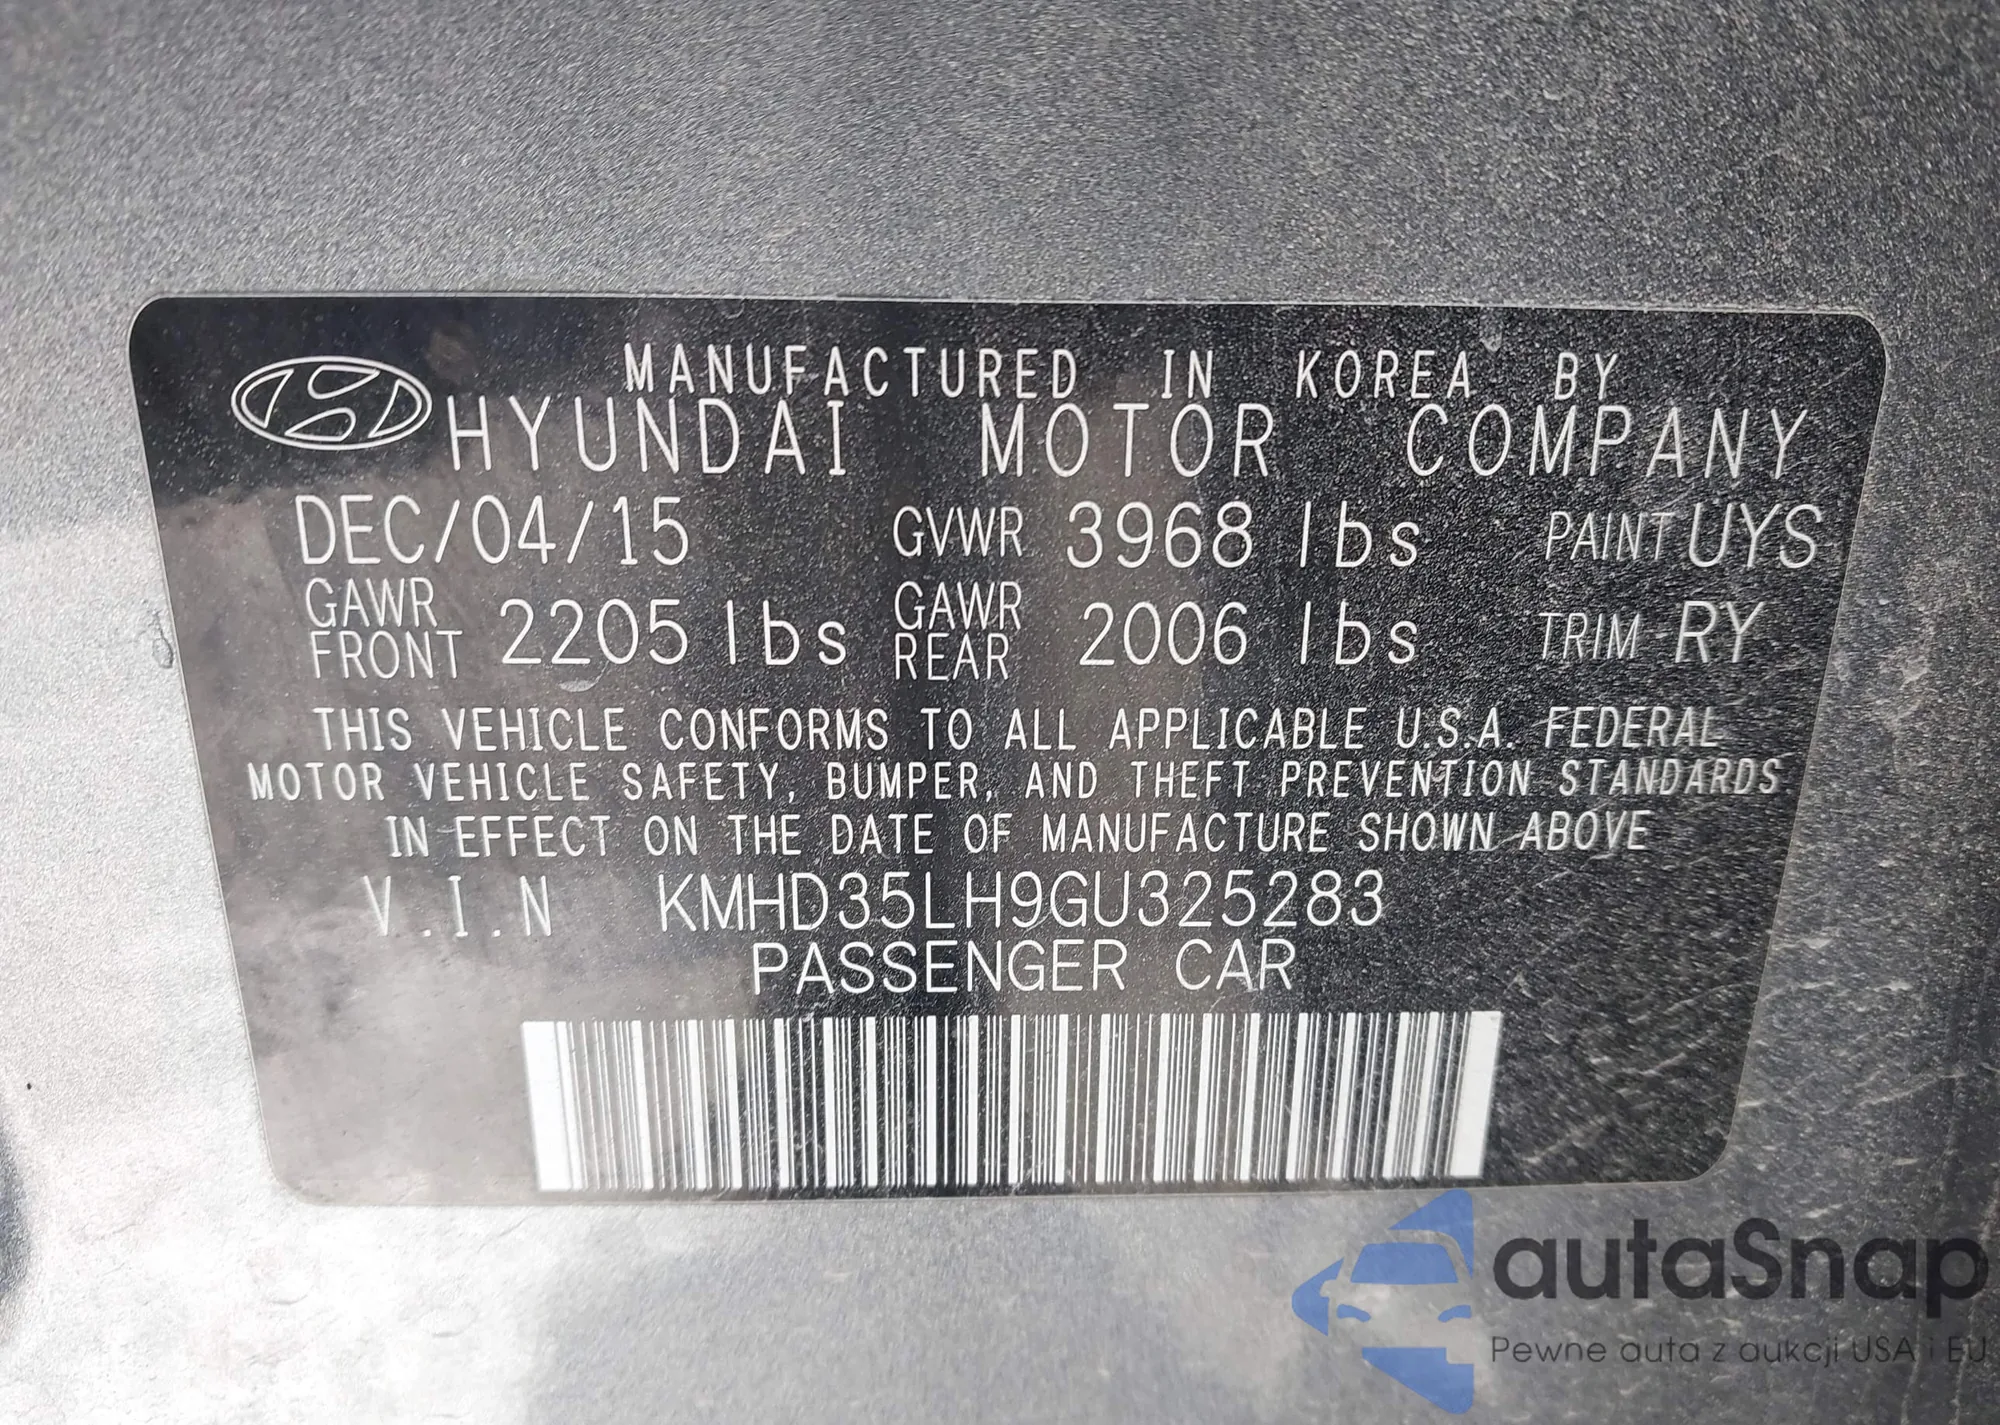 MANUFACTURED IN KOREA BY
HYUNDAI MOTOR COMPANY
DEC/04/15 GVWR 3968 lbs PAINT UYS
GAWR FRONT 2205 lbs GAWR REAR 2006 lbs TRIM RY
THIS VEHICLE CONFORMS TO ALL APPLICABLE U.S.A. FEDERAL
MOTOR VEHICLE SAFETY, BUMPER, AND THEFT PREVENTION STANDARDS
IN EFFECT ON THE DATE OF MANUFACTURE SHOWN ABOVE
V.I.N KMHD35LH9GU325283
PASSENGER CAR
autaSnap
Pewne auta z aukcji USA i EU